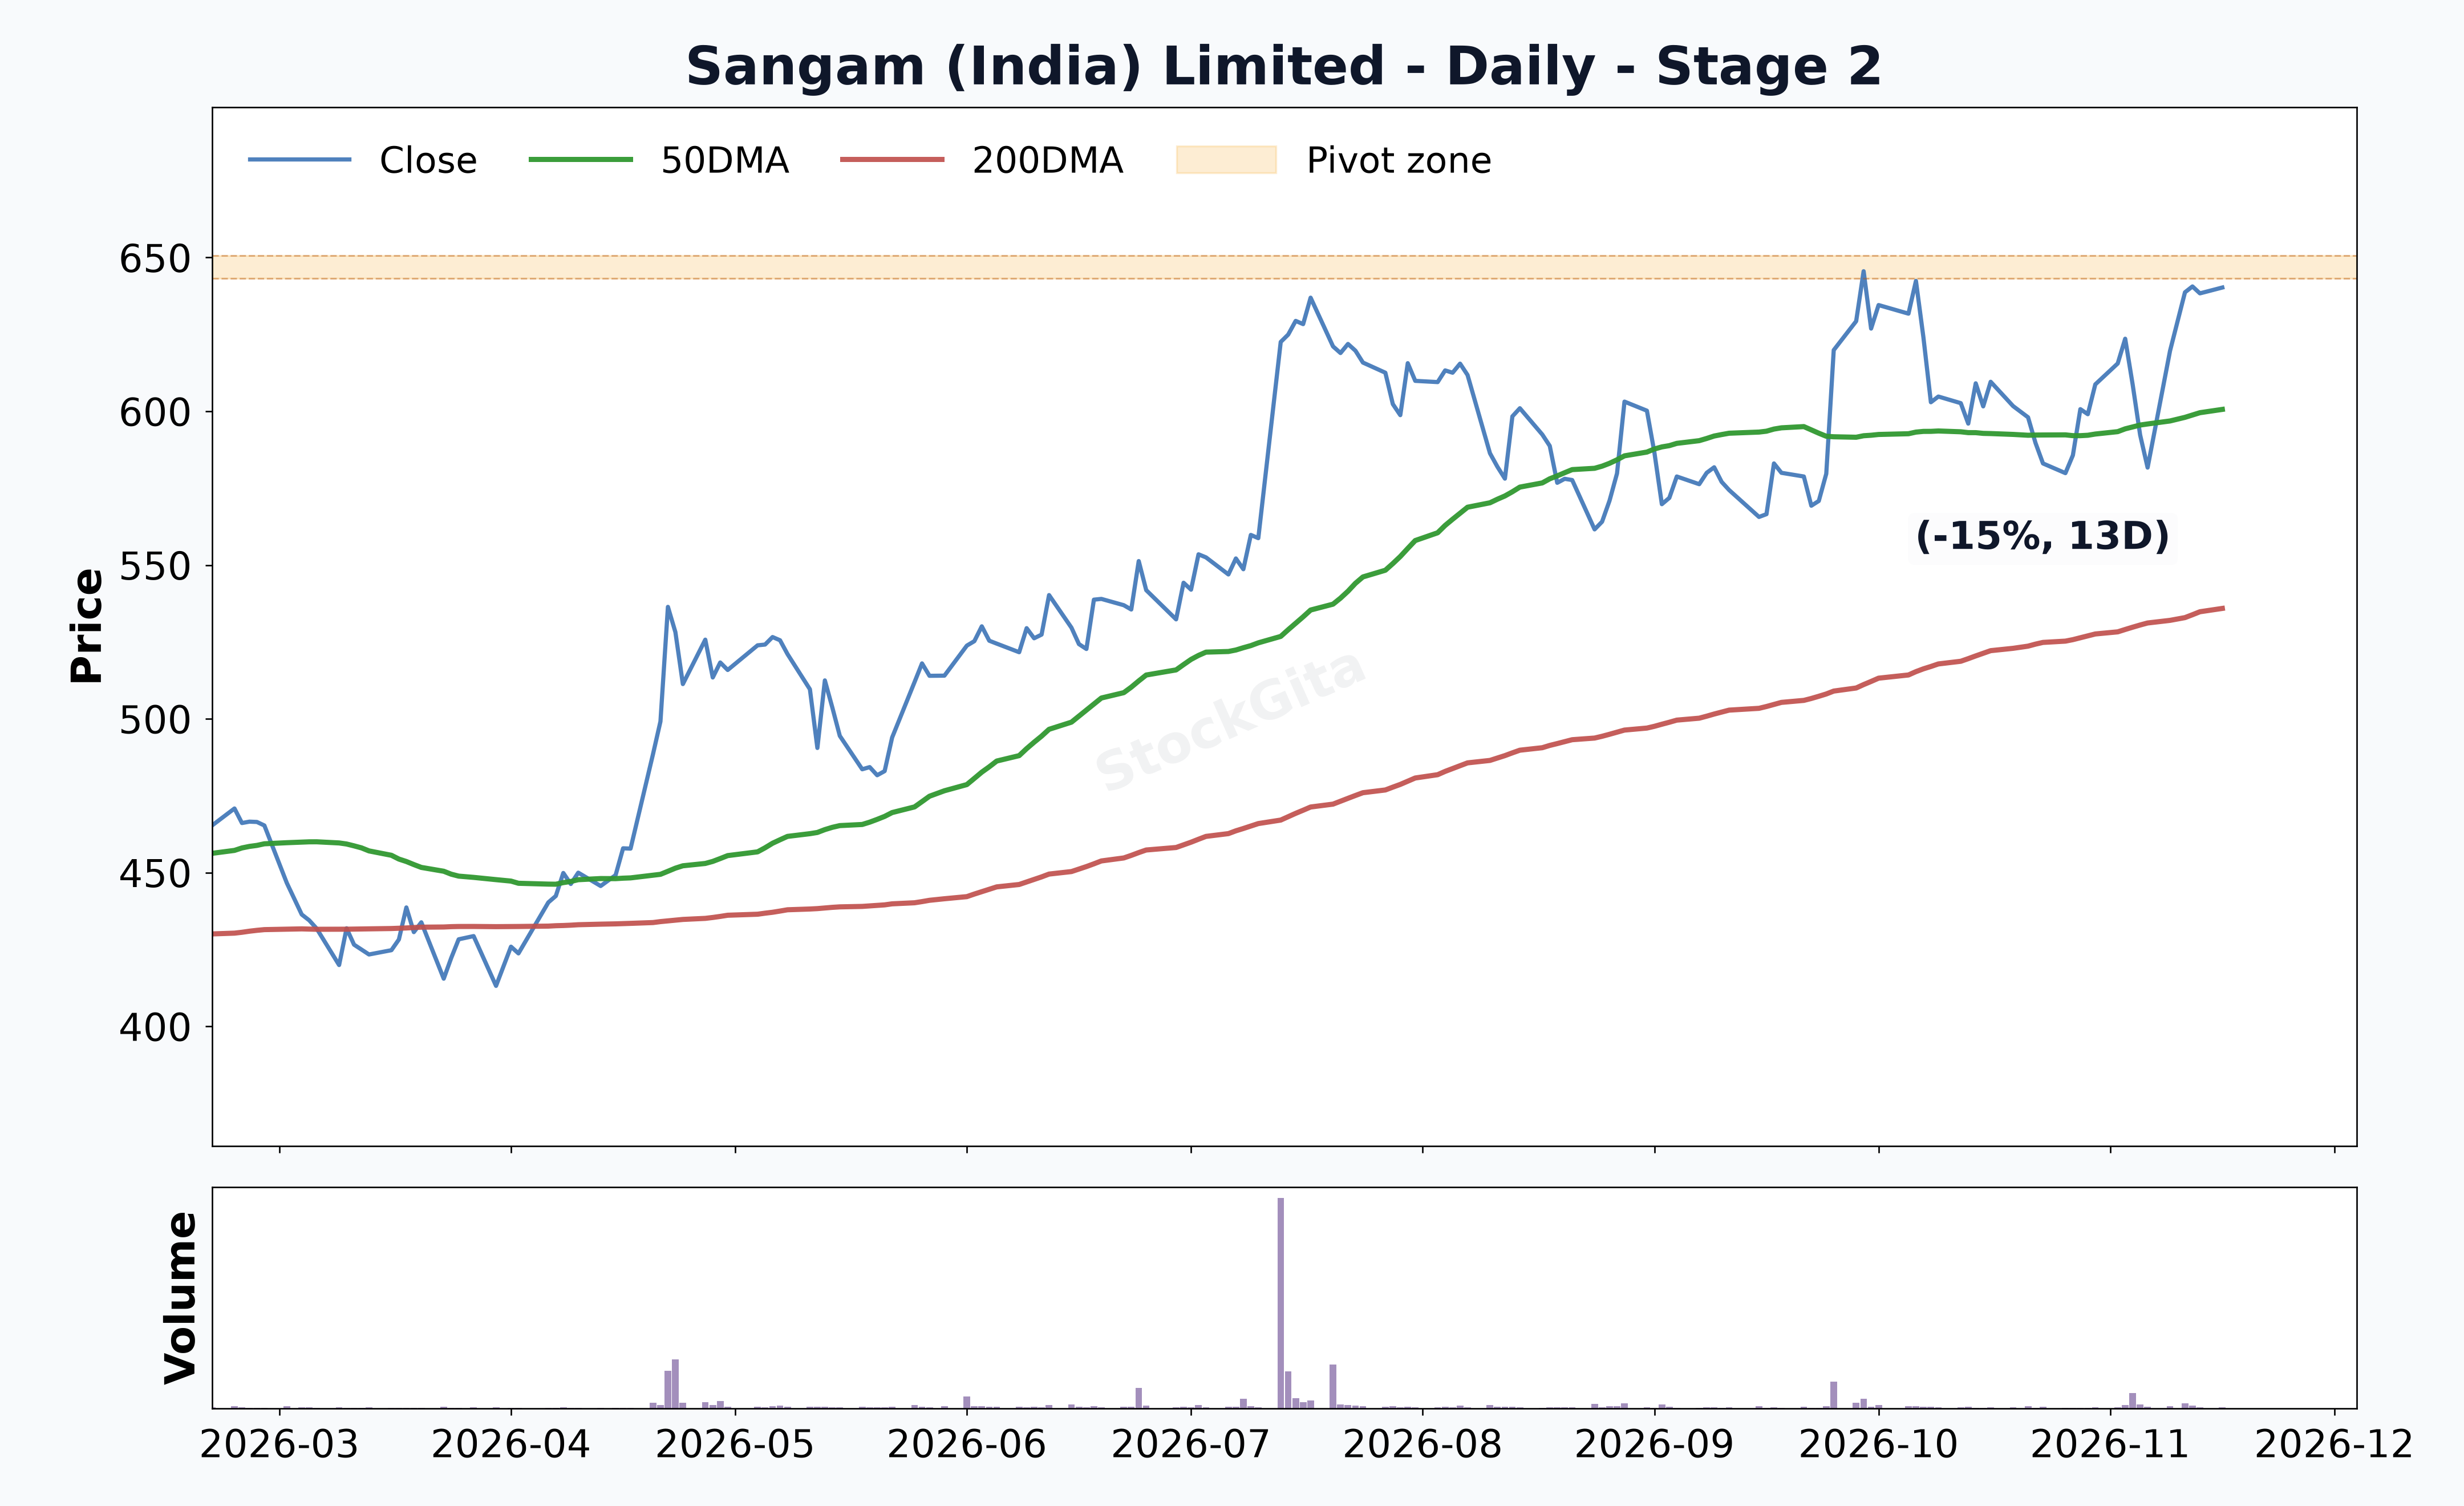 Sangam (India) Limited - Daily - Stage 2
Close 50DMA 200DMA Pivot zone
650
600
550
500
450
400
Price
(-15%, 13D)
StockGita
Volume
2026-03 2026-04 2026-05 2026-06 2026-07 2026-08 2026-09 2026-10 2026-11 2026-12